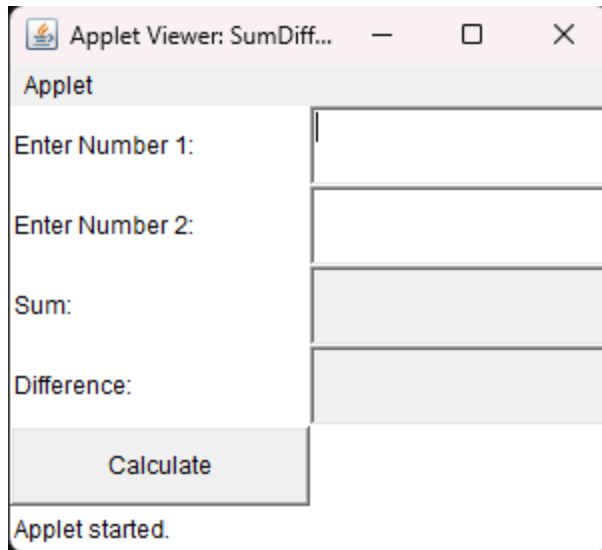 Applet Viewer: SumDiff...
Applet
Enter Number 1:
Enter Number 2:
Sum:
Difference:
Calculate
Applet started.